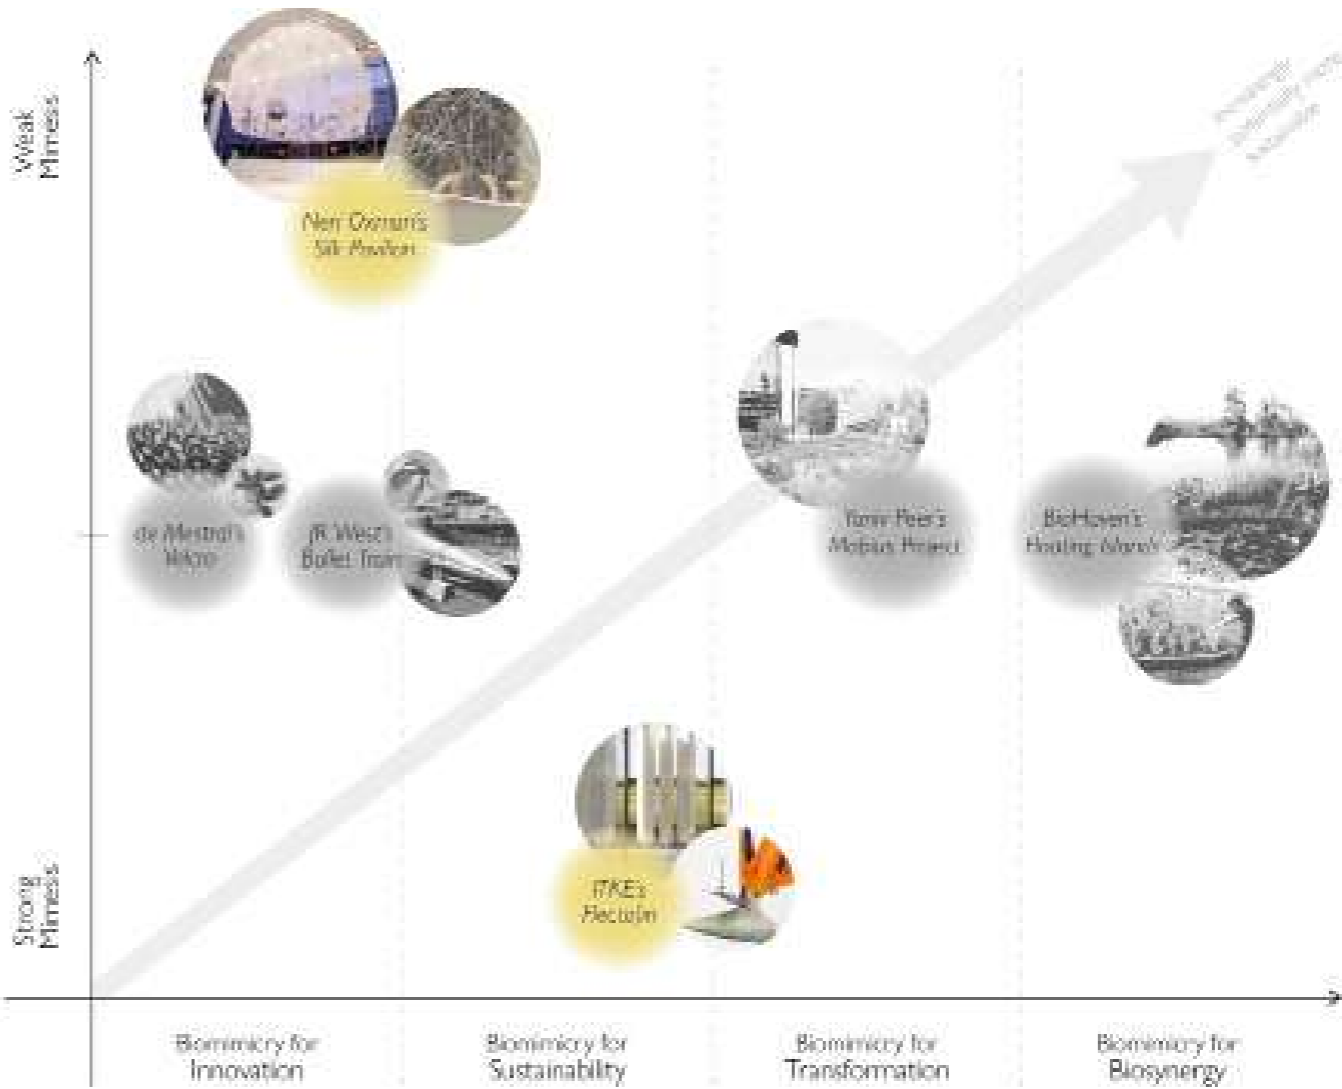 Weak
Mimesis
Neri Oxman's
Silk Pavilion
de Mestral's
Velcro
JR West's
Bullet Train
Yaniv Peer's
Mobius Project
BioHaven's
Floating Islands
ITKE's
Flectofin
Strong
Mimesis
Biomimicry for
Innovation
Biomimicry for
Sustainability
Biomimicry for
Transformation
Biomimicry for
Biosynergy